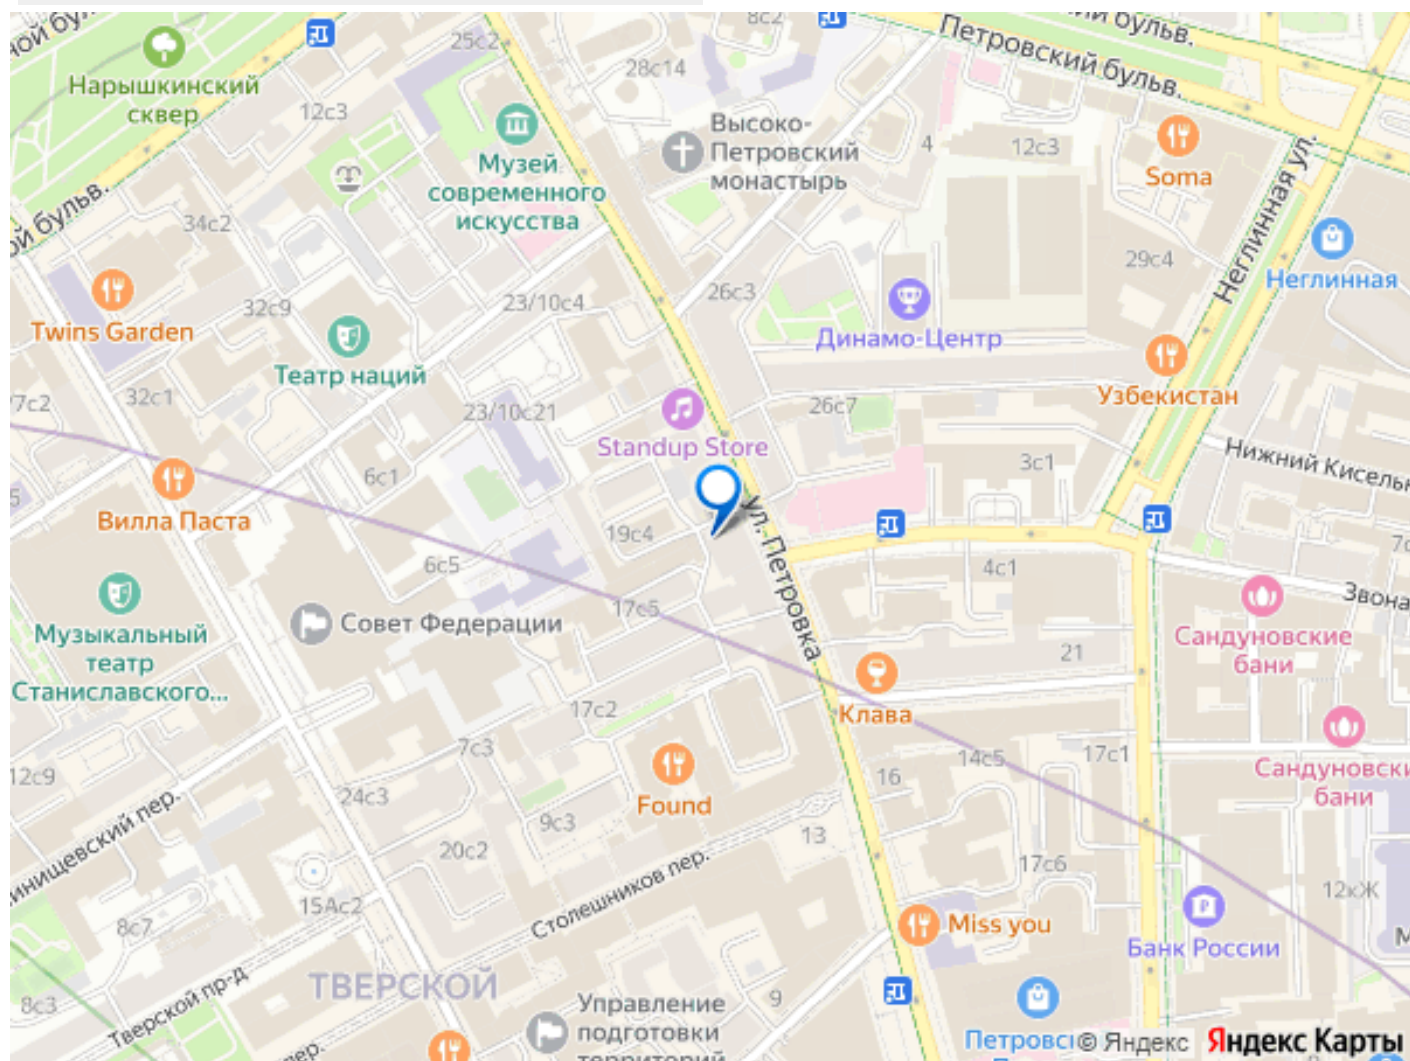 8с2
25с2
Петровский бульв.
Нарышкинский
сквер
12с3
28с14
Музей
современного
искусства
Высоко-
Петровский
монастырь
4
12с3
Soma
34с2
Неглинная ул.
Неглинная
29с4
Twins Garden
32с9
23/10с4
26с3
Театр наций
Динамо-Центр
Узбекистан
7с2
32с1
23/10с21
26с7
Standup Store
6с1
3с1
Вилла Паста
19с4
ул. Петровка
6с5
4с1
17с5
Совет Федерации
Музыкальный
театр
Станиславского...
Сандуновские
бани
21
17с2
Клава
7с3
14с5
17с1
12с9
16
Сандуновски
бани
24с3
Found
9с3
13
20с2
17с6
Столешников пер.
15Ас2
12кЖ
8с7
Miss you
Банк России
ТВЕРСКОЙ
8с3
Тверской пр-д
9
Управление
подготовки
территорий
© Яндекс
Яндекс Карты